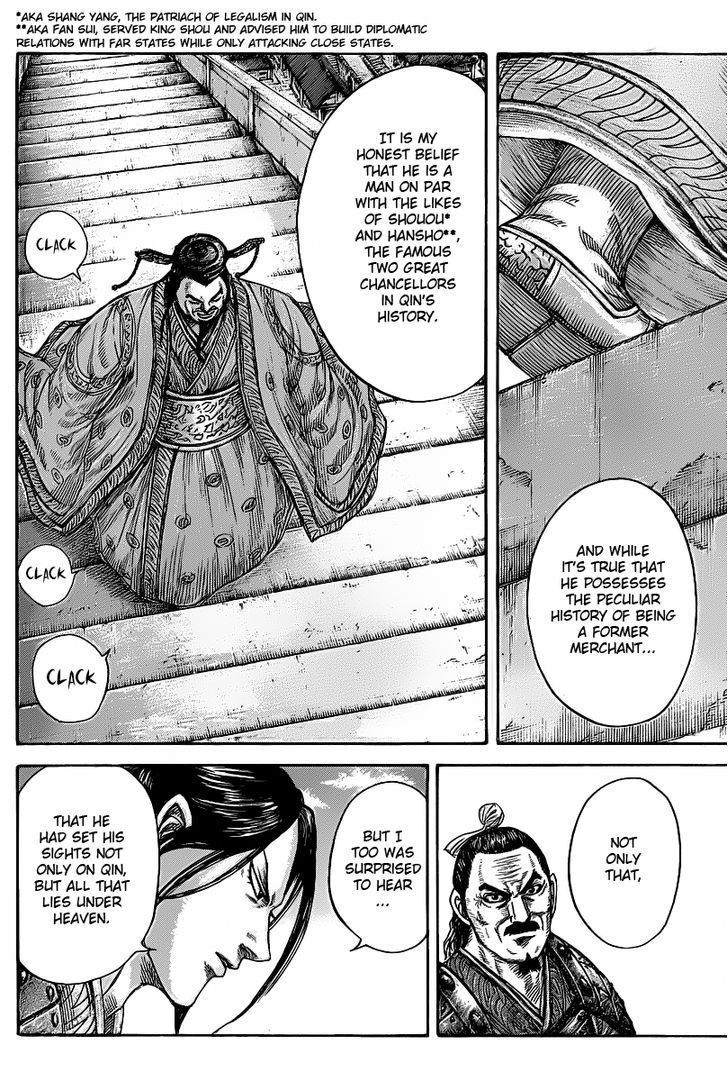 *AKA SHANG YANG, THE PATRIACH OF LEGALISM IN QIN.
**AKA FAN SUI, SERVED KING SHOU AND ADVISED HIM TO BUILD DIPLOMATIC
RELATIONS WITH FAR STATES WHILE ONLY ATTACKING CLOSE STATES.
AND WHILE
IT'S TRUE THAT
HE POSSESSES
THE PECULIAR
HISTORY OF BEING
A FORMER
MERCHANT...
IT IS MY
HONEST BELIEF
THAT HE IS A
MAN ON PAR
WITH THE LIKES
OF SHOUOU*
AND HANSHO**,
THE FAMOUS
TWO GREAT
CHANCELLORS
IN QIN'S
HISTORY.
CLACK
CLACK
CLACK
NOT
ONLY
THAT,
BUT I
TOO WAS
SURPRISED
TO HEAR
...
THAT HE
HAD SET HIS
SIGHTS NOT
ONLY ON QIN,
BUT ALL THAT
LIES UNDER
HEAVEN.